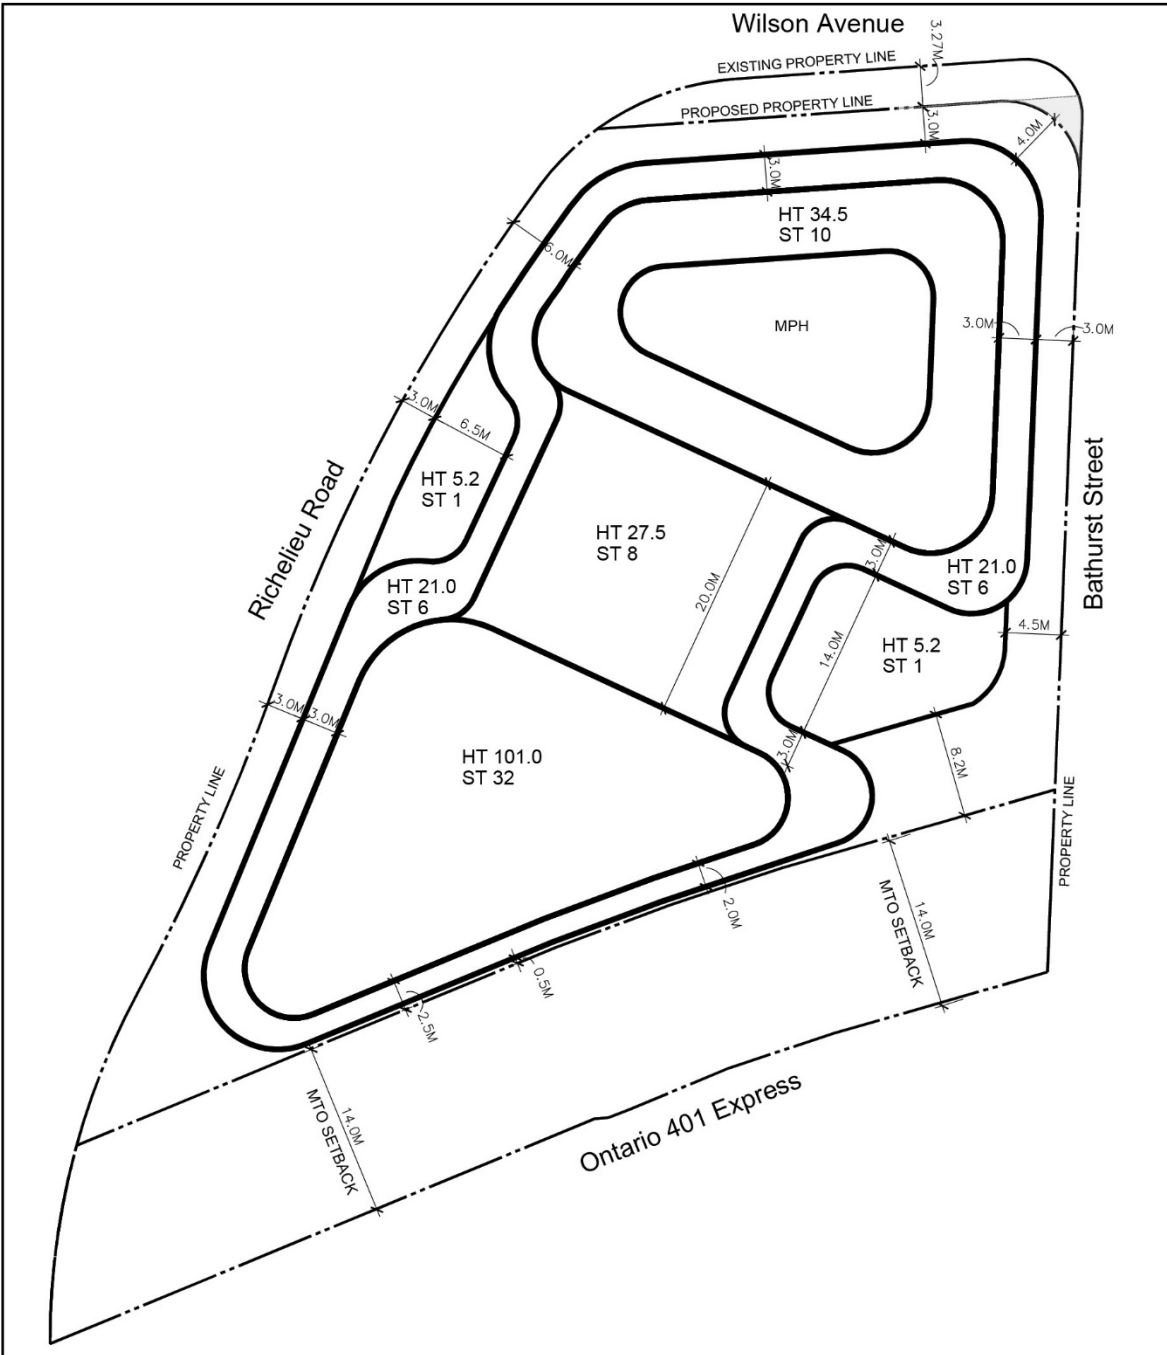 Wilson Avenue
3.27M
EXISTING PROPERTY LINE
PROPOSED PROPERTY LINE
3.0M
4.0M
3.0M
HT 34.5
ST 10
6.0M
MPH
3.0M
3.0M
3.0M
6.5M
HT 5.2
ST 1
Richelieu Road
Bathurst Street
HT 27.5
ST 8
3.0M
HT 21.0
ST 6
HT 21.0
ST 6
20.0M
14.0M
4.5M
HT 5.2
ST 1
3.0M
3.0M
3.0M
8.2M
HT 101.0
ST 32
PROPERTY LINE
PROPERTY LINE
2.0M
MTO SETBACK
14.0M
0.5M
2.5M
MTO SETBACK
14.0M
Ontario 401 Express